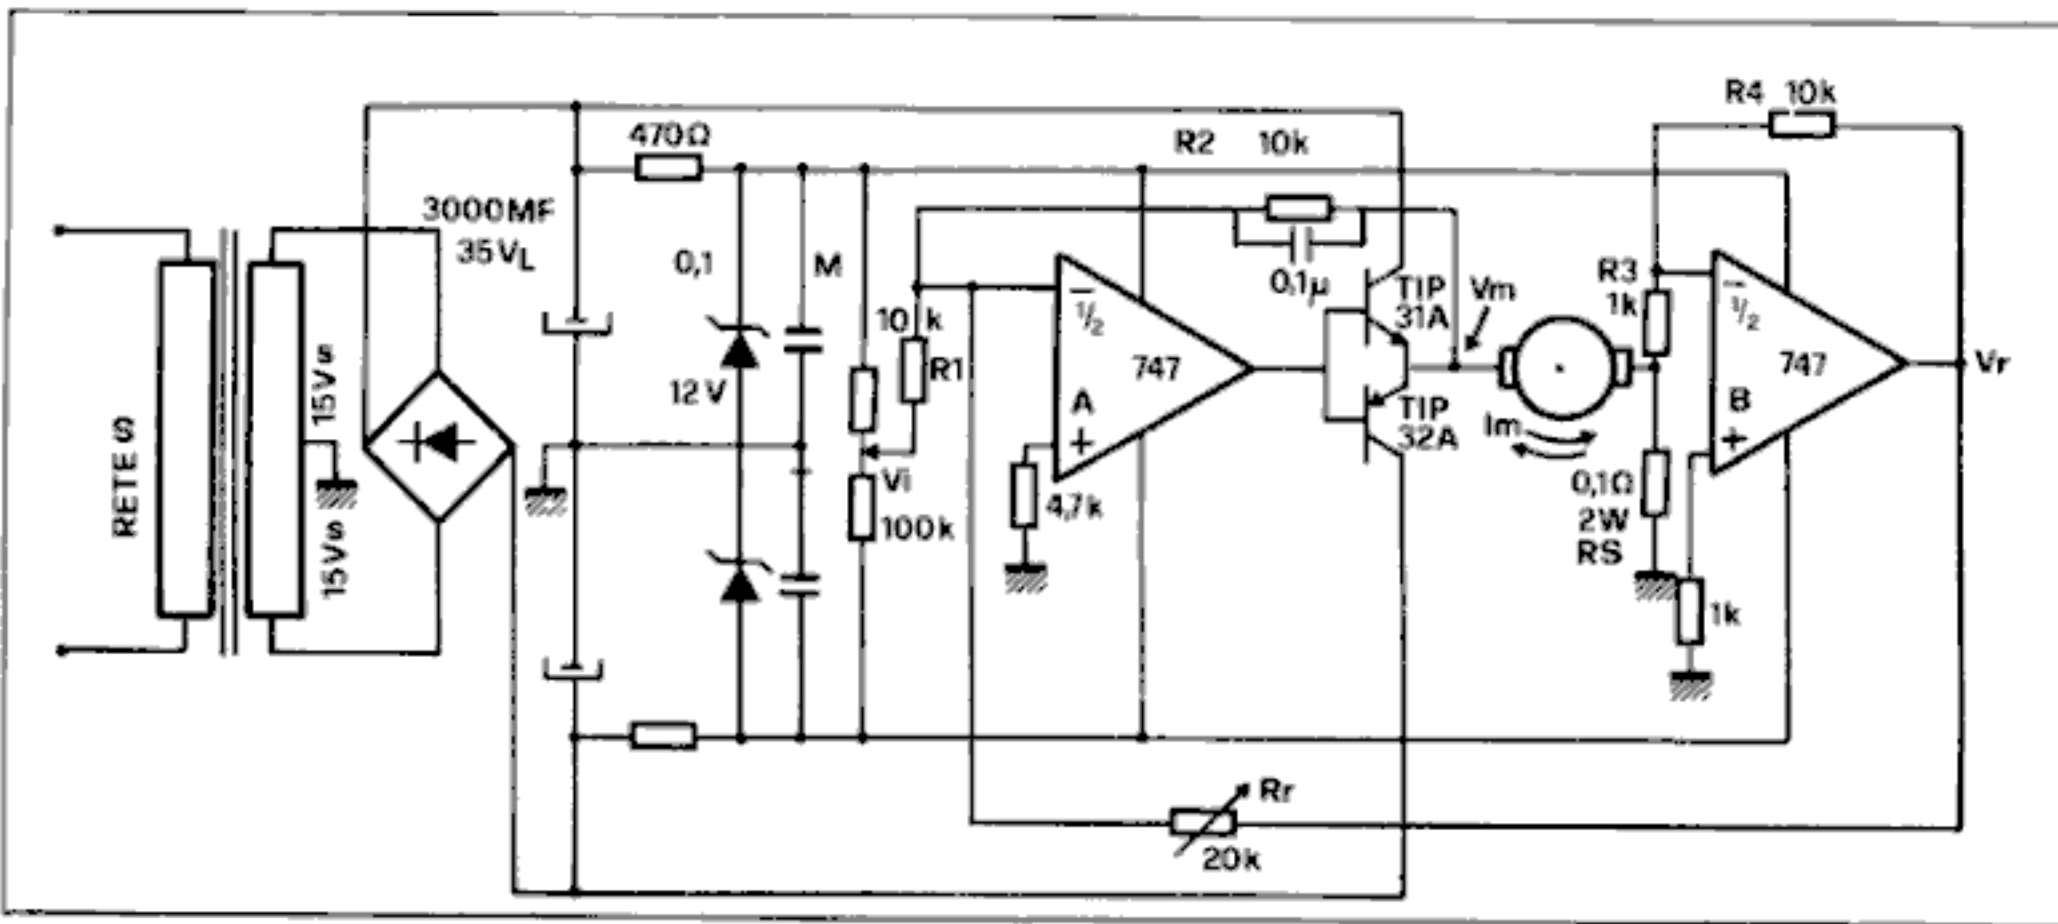 R4 10k
470Ω
R2 10k
3000MF
35VL
0,1
M
R3
1k
0,1µ
TIP
31A
Vm
10k
R1
−
1/2
747
−
1/2
747
Vr
15Vs
12V
A
+
TIP
32A
Im
B
+
RETE S
15Vs
Vi
100k
4,7k
0,1Ω
2W
RS
1k
Rr
20k